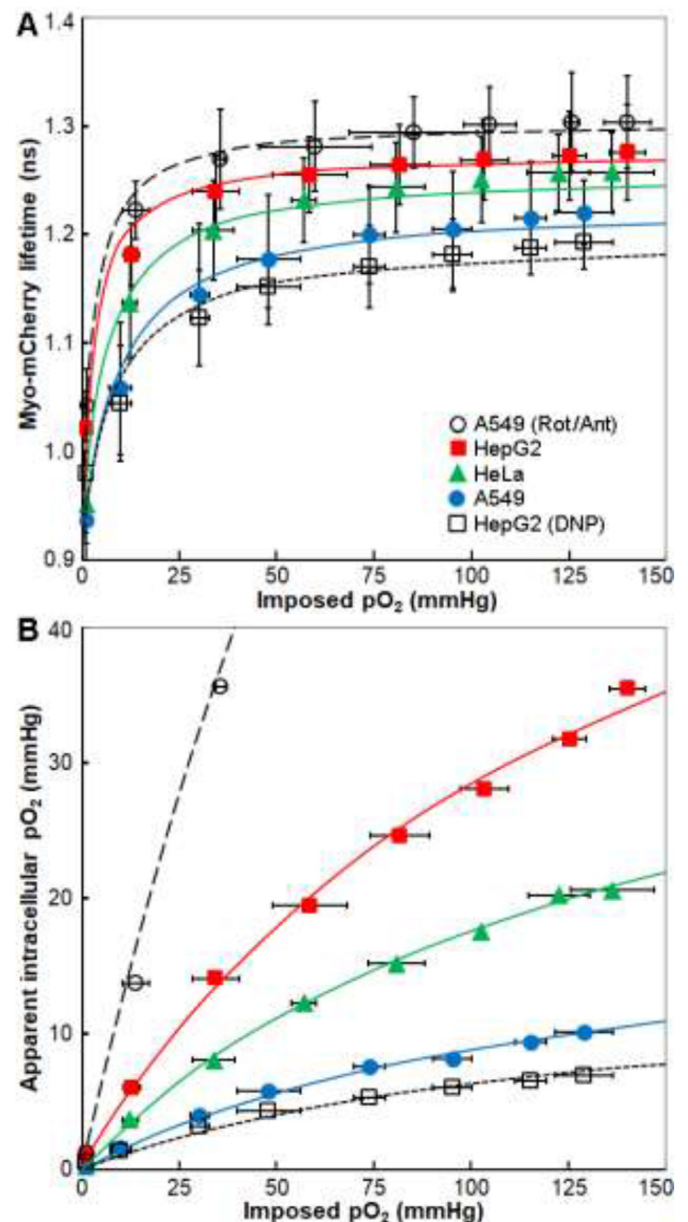 A
Myo-mCherry lifetime (ns)
1.4
1.3
1.2
1.1
1.0
0.9
A549 (Rot/Ant)
HepG2
HeLa
A549
HepG2 (DNP)
0 25 50 75 100 125 150
Imposed pO₂ (mmHg)
B
Apparent intracellular pO₂ (mmHg)
40
30
20
10
0
0 25 50 75 100 125 150
Imposed pO₂ (mmHg)